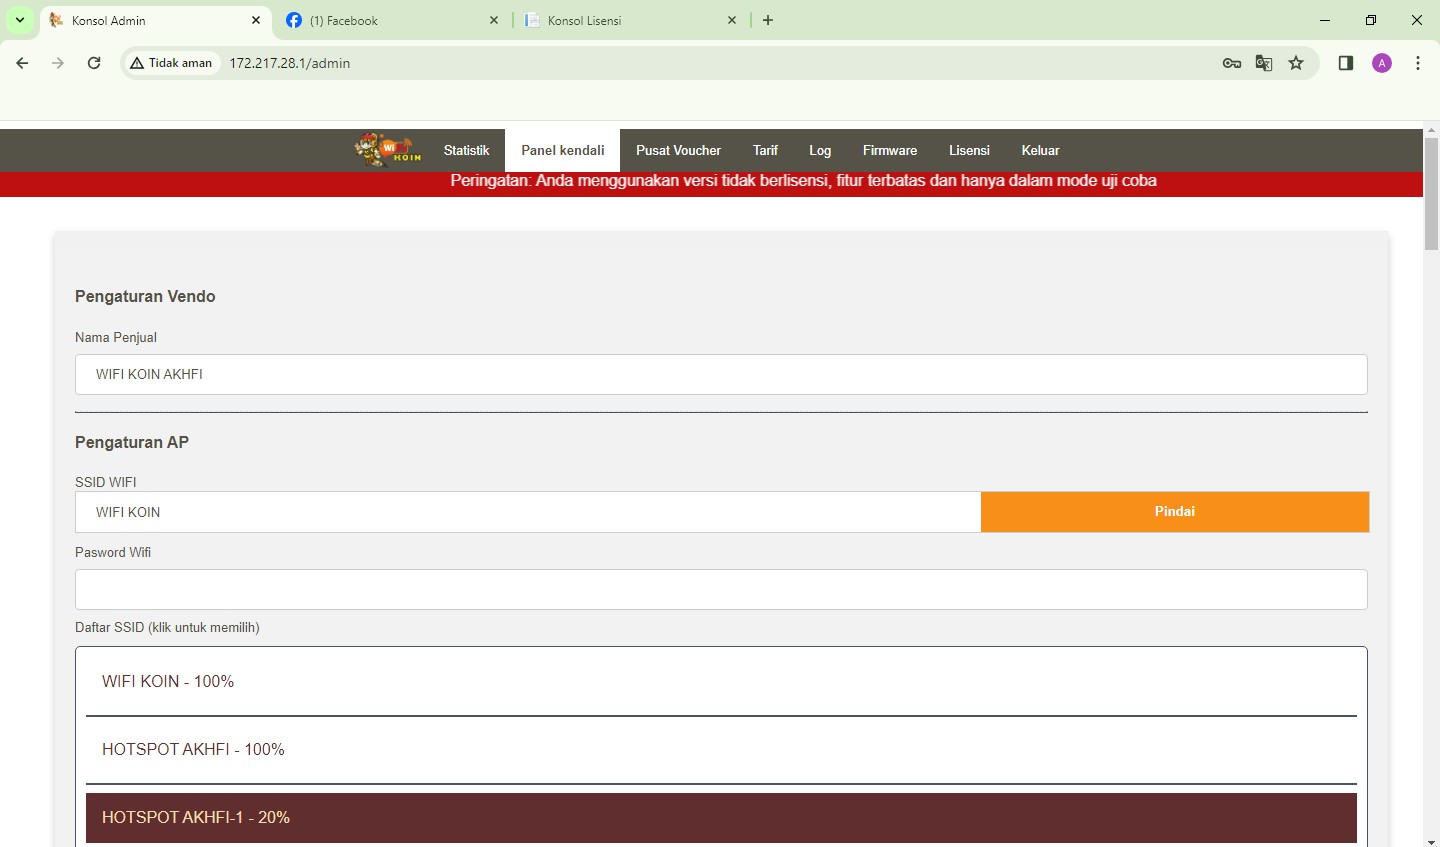 Konsol Admin
(1) Facebook
Konsol Lisensi
Tidak aman
172.217.28.1/admin
A
WIFI KOIN
Statistik
Panel kendali
Pusat Voucher
Tarif
Log
Firmware
Lisensi
Keluar
Peringatan: Anda menggunakan versi tidak berlisensi, fitur terbatas dan hanya dalam mode uji coba
Pengaturan Vendo
Nama Penjual
WIFI KOIN AKHFI
Pengaturan AP
SSID WIFI
WIFI KOIN
Pindai
Pasword Wifi
Daftar SSID (klik untuk memilih)
WIFI KOIN - 100%
HOTSPOT AKHFI - 100%
HOTSPOT AKHFI-1 - 20%